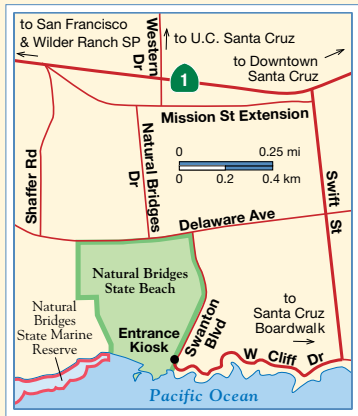 to San Francisco
& Wilder Ranch SP
Western
Dr
to U.C. Santa Cruz
to Downtown
Santa Cruz
1
Mission St Extension
Shaffer Rd
Natural Bridges
Dr
0 0.25 mi
0 0.2 0.4 km
Swift
St
Delaware Ave
Natural Bridges
State Beach
Swanton
Blvd
Natural
Bridges
State Marine
Reserve
Entrance
Kiosk
to
Santa Cruz
Boardwalk
W Cliff Dr
Pacific Ocean